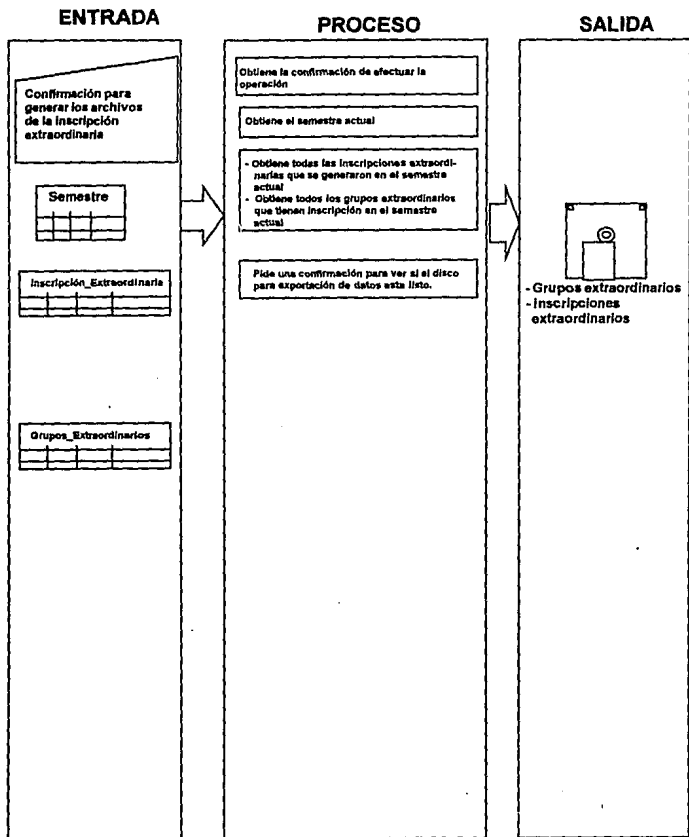 ENTRADA
Confirmación para
generar los archivos
de la inscripción
extraordinaria
Semestre
Inscripción_Extraordinaria
Grupos_Extraordinarios
PROCESO
Obtiene la confirmación de efectuar la
operación
Obtiene el semestre actual
- Obtiene todas las inscripciones extraordi-
narias que se generaron en el semestre
actual
- Obtiene todos los grupos extraordinarios
que tienen inscripción en el semestre
actual
Pide una confirmación para ver si el disco
para exportación de datos esta listo.
SALIDA
- Grupos extraordinarios
- Inscripciones
extraordinarios